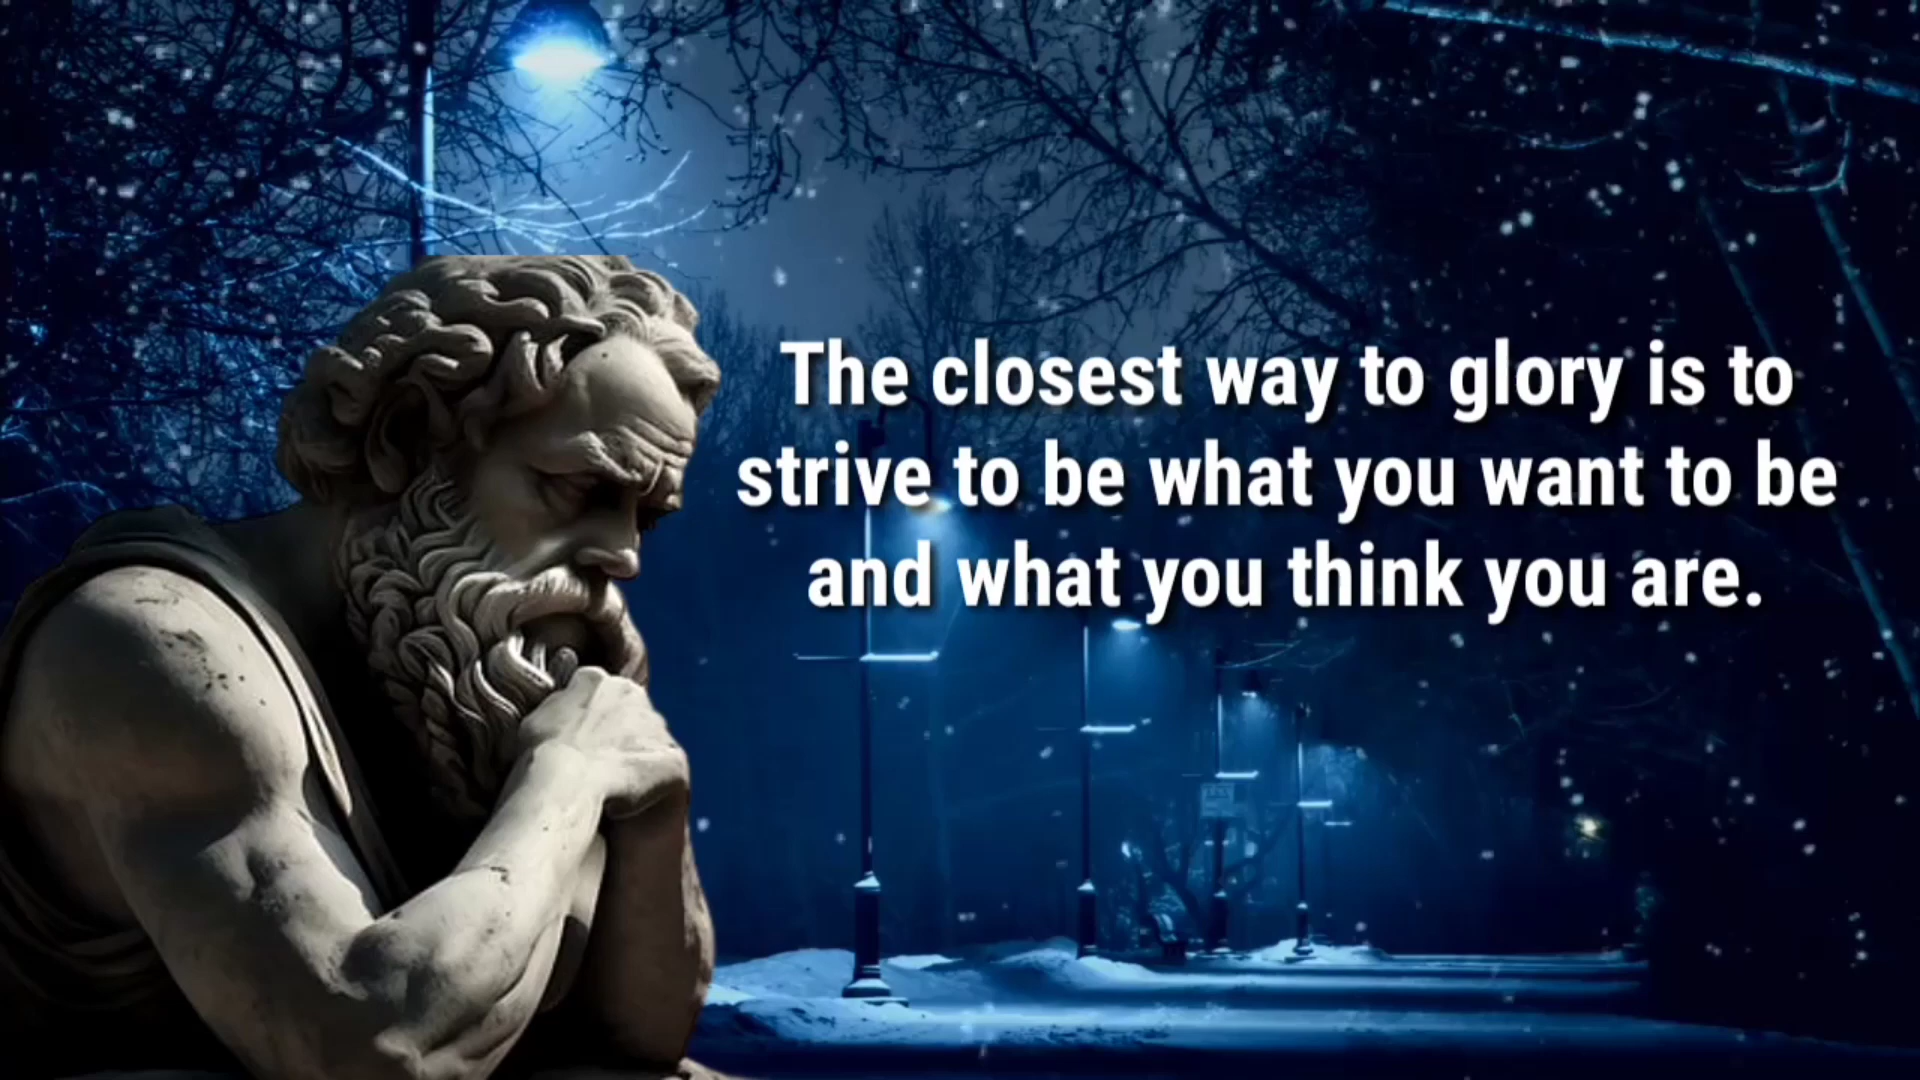 The closest way to glory is to
strive to be what you want to be
and what you think you are.